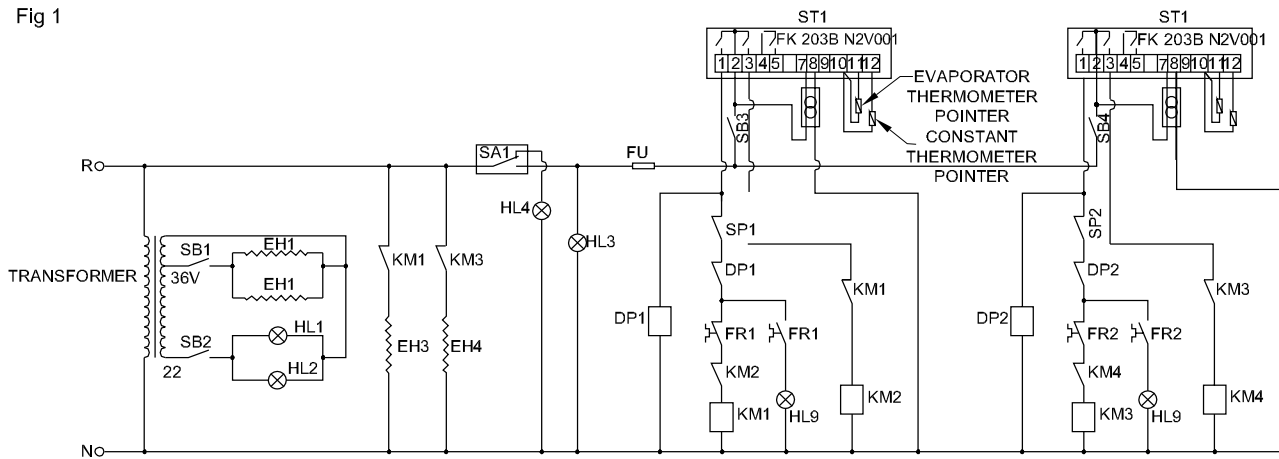 Fig 1
ST1
FK 203B N2V001
1 2 3 4 5 7 8 9 10 11 12
EVAPORATOR
THERMOMETER
POINTER
CONSTANT
THERMOMETER
POINTER
ST1
FK 203B N2V001
1 2 3 4 5 7 8 9 10 11 12
SB3
SB4
R
SA1
FU
HL4
HL3
TRANSFORMER
SB1
36V
EH1
EH1
SB2
22
HL1
HL2
KM1
KM3
EH3
EH4
SP1
DP1
DP1
KM1
FR1
FR1
KM2
KM1
HL9
KM2
SP2
DP2
DP2
KM3
FR2
FR2
KM4
KM3
HL9
KM4
N